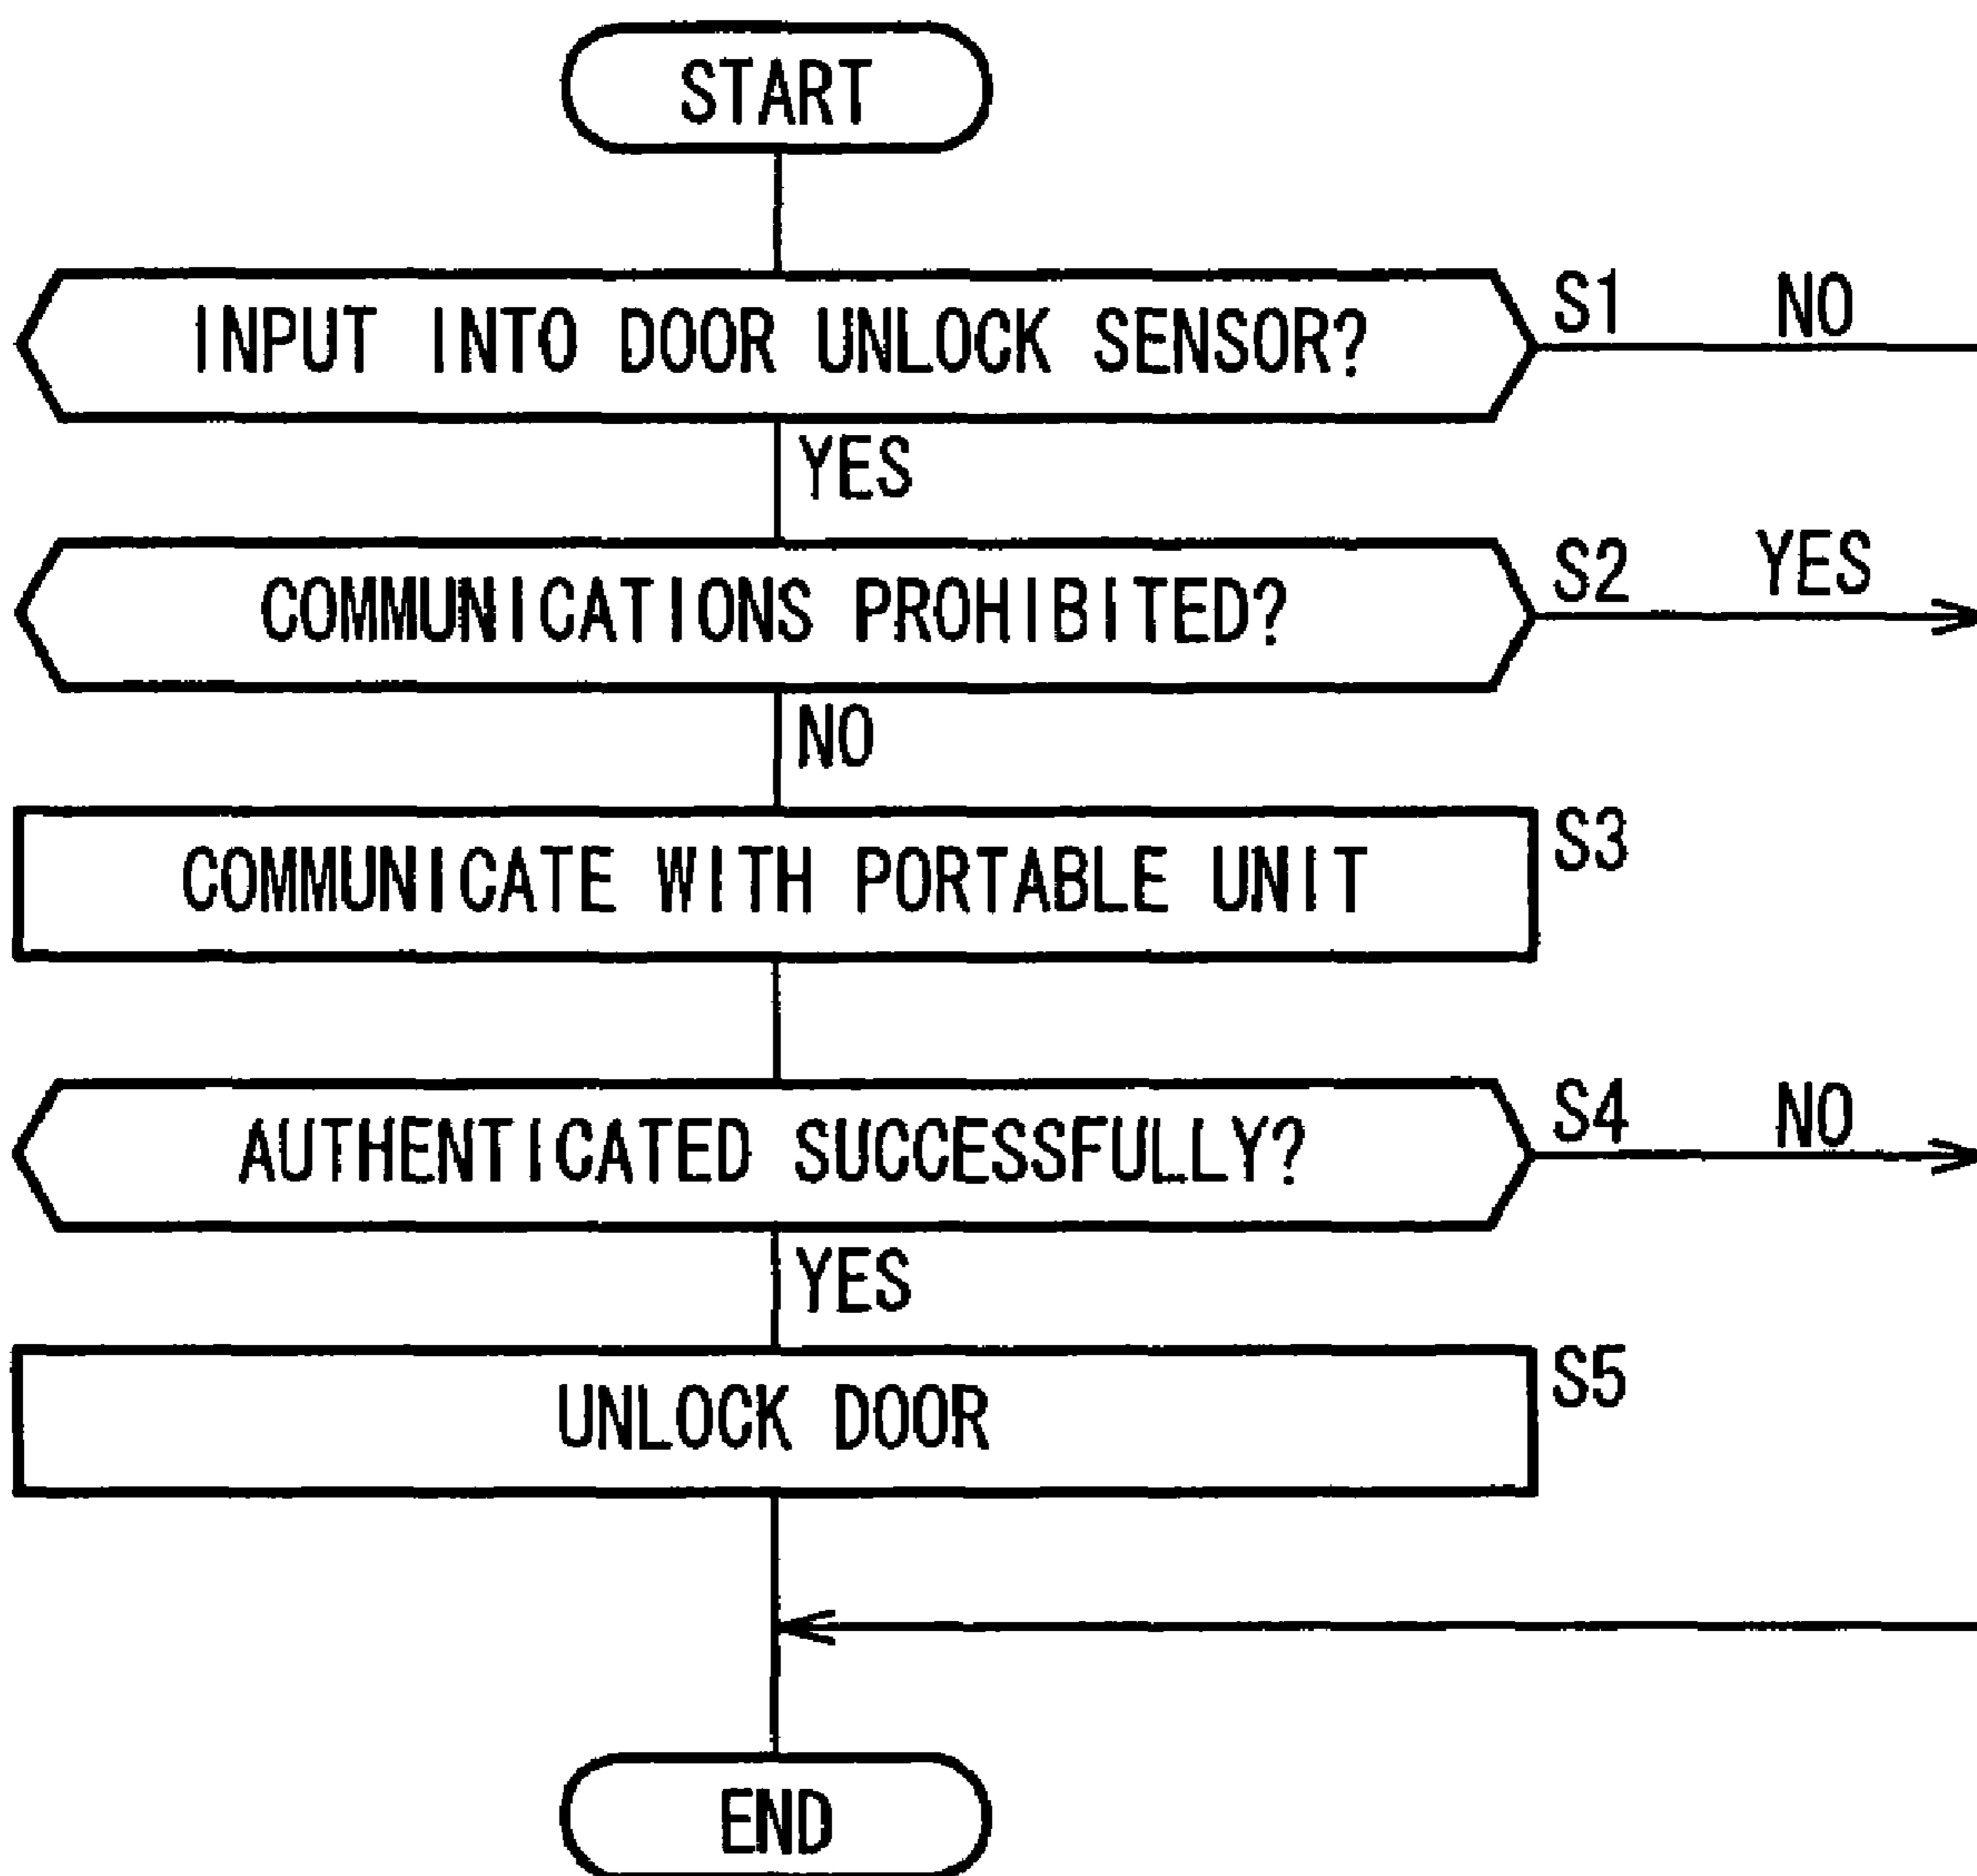 START
INPUT INTO DOOR UNLOCK SENSOR?
S1
NO
YES
COMMUNICATIONS PROHIBITED?
S2
YES
NO
COMMUNICATE WITH PORTABLE UNIT
S3
AUTHENTICATED SUCCESSFULLY?
S4
NO
YES
UNLOCK DOOR
S5
END